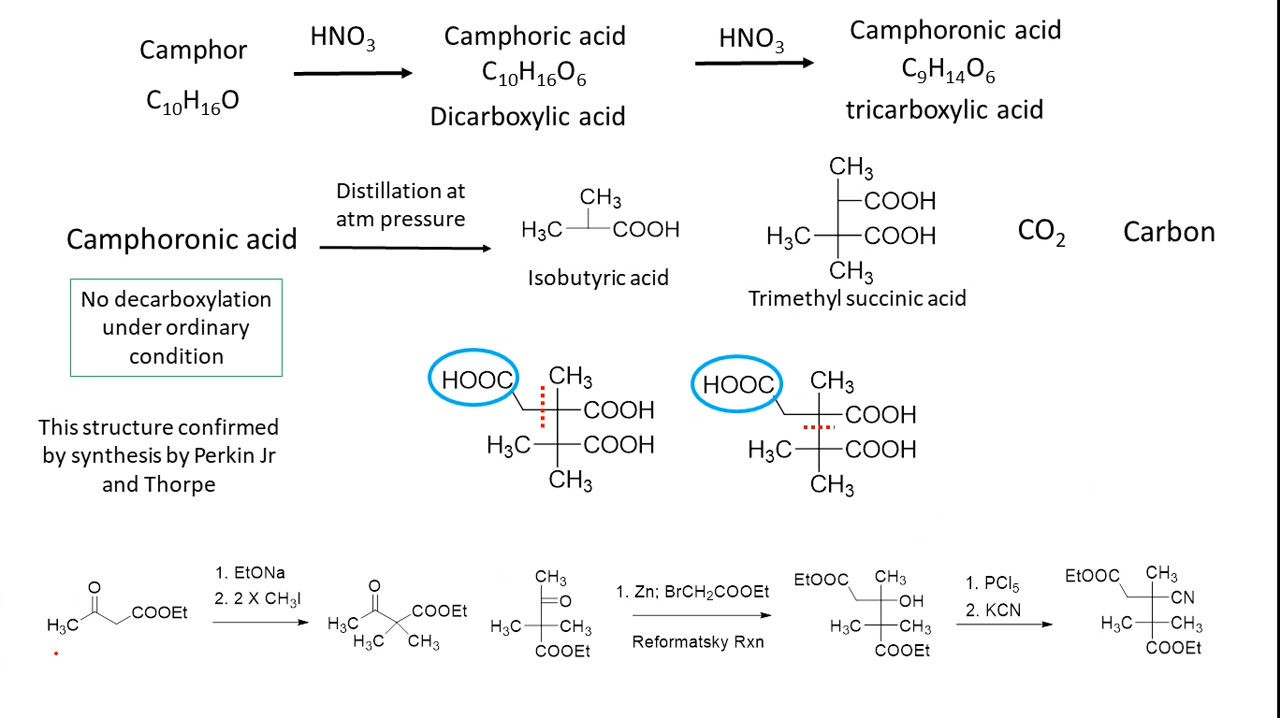 Camphor
C₁₀H₁₆O
HNO₃
Camphoric acid
C₁₀H₁₆O₆
Dicarboxylic acid
HNO₃
Camphoronic acid
C₉H₁₄O₆
tricarboxylic acid
Camphoronic acid
Distillation at
atm pressure
CH₃
H₃C COOH
Isobutyric acid
CH₃
COOH
H₃C COOH
CH₃
Trimethyl succinic acid
CO₂
Carbon
No decarboxylation
under ordinary
condition
This structure confirmed
by synthesis by Perkin Jr
and Thorpe
HOOC CH₃
COOH
H₃C COOH
CH₃
HOOC CH₃
COOH
H₃C COOH
CH₃
O
H₃C COOEt
1. EtONa
2. 2 X CH₃I
O
H₃C COOEt
H₃C CH₃
CH₃
O
H₃C CH₃
COOEt
1. Zn; BrCH₂COOEt
Reformatsky Rxn
EtOOC CH₃
OH
H₃C CH₃
COOEt
1. PCl₅
2. KCN
EtOOC CH₃
CN
H₃C CH₃
COOEt